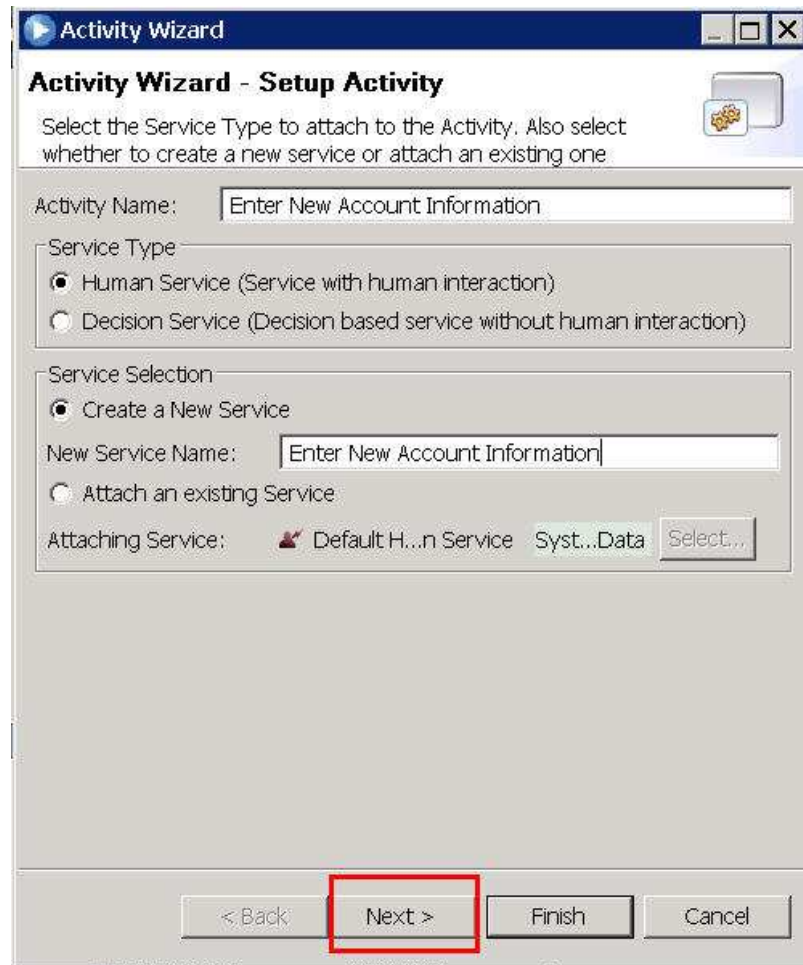 Activity Wizard
Activity Wizard - Setup Activity
Select the Service Type to attach to the Activity. Also select
whether to create a new service or attach an existing one
Activity Name: Enter New Account Information
Service Type
Human Service (Service with human interaction)
Decision Service (Decision based service without human interaction)
Service Selection
Create a New Service
New Service Name: Enter New Account Information
Attach an existing Service
Attaching Service: Default H...n Service Syst...Data Select...
< Back Next > Finish Cancel